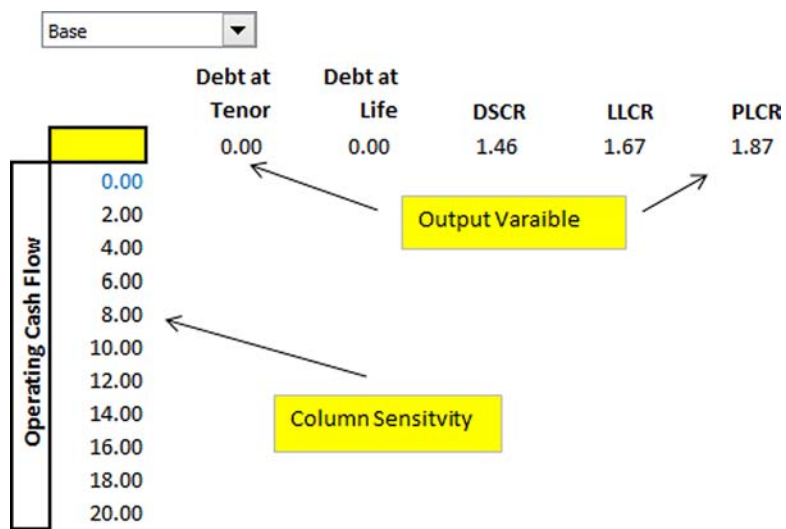 Base
Debt at Tenor
Debt at Life
DSCR
LLCR
PLCR
0.00 0.00 1.46 1.67 1.87
Output Varaible
Operating Cash Flow
0.00
2.00
4.00
6.00
8.00
10.00
12.00
14.00
16.00
18.00
20.00
Column Sensitvity